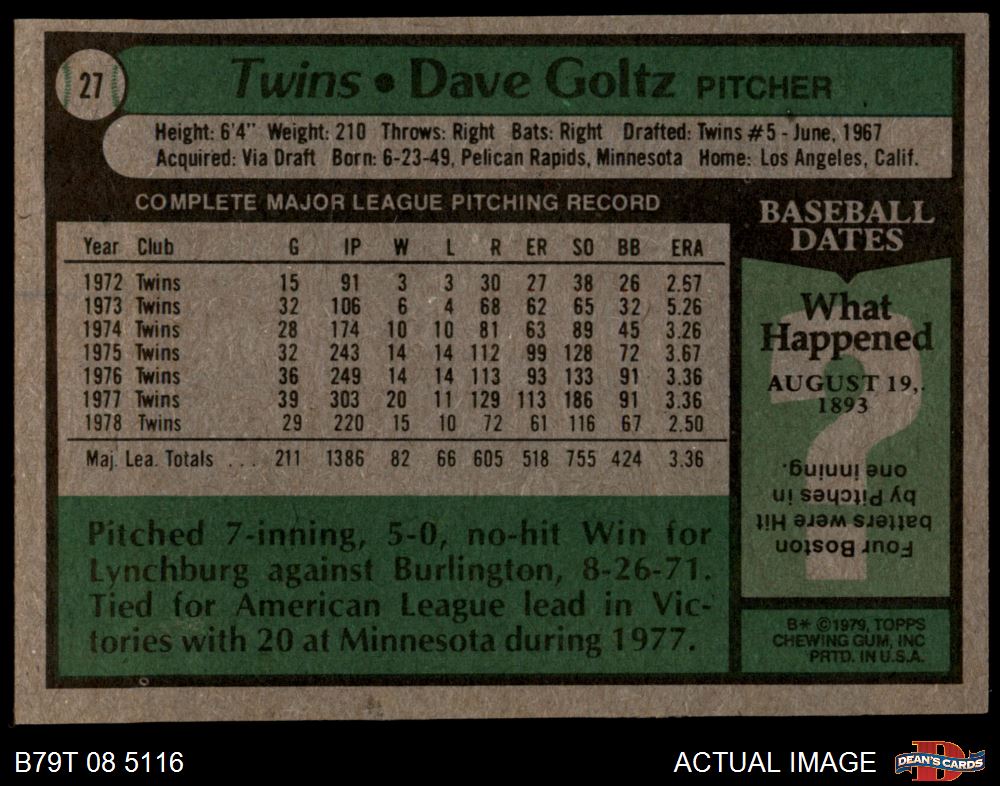 27
Twins • Dave Goltz PITCHER
Height: 6'4" Weight: 210 Throws: Right Bats: Right Drafted: Twins #5 - June, 1967
Acquired: Via Draft Born: 6-23-49, Pelican Rapids, Minnesota Home: Los Angeles, Calif.
COMPLETE MAJOR LEAGUE PITCHING RECORD
Year Club G IP W L R ER SO BB ERA
1972 Twins 15 91 3 3 30 27 38 26 2.67
1973 Twins 32 106 6 4 68 62 65 32 5.26
1974 Twins 28 174 10 10 81 63 89 45 3.26
1975 Twins 32 243 14 14 112 99 128 72 3.67
1976 Twins 36 249 14 14 113 93 133 91 3.36
1977 Twins 39 303 20 11 129 113 186 91 3.36
1978 Twins 29 220 15 10 72 61 116 67 2.50
Maj. Lea. Totals ... 211 1386 82 66 605 518 755 424 3.36
Pitched 7-inning, 5-0, no-hit Win for
Lynchburg against Burlington, 8-26-71.
Tied for American League lead in Vic-
tories with 20 at Minnesota during 1977.
BASEBALL
DATES
What
Happened
AUGUST 19,.
1893
?
Four Boston
batters were Hit
by Pitches in
one inning.
B* ©1979, TOPPS
CHEWING GUM, INC
PRTD. IN U.S.A.
B79T 08 5116
ACTUAL IMAGE
D
DEAN'S CARDS